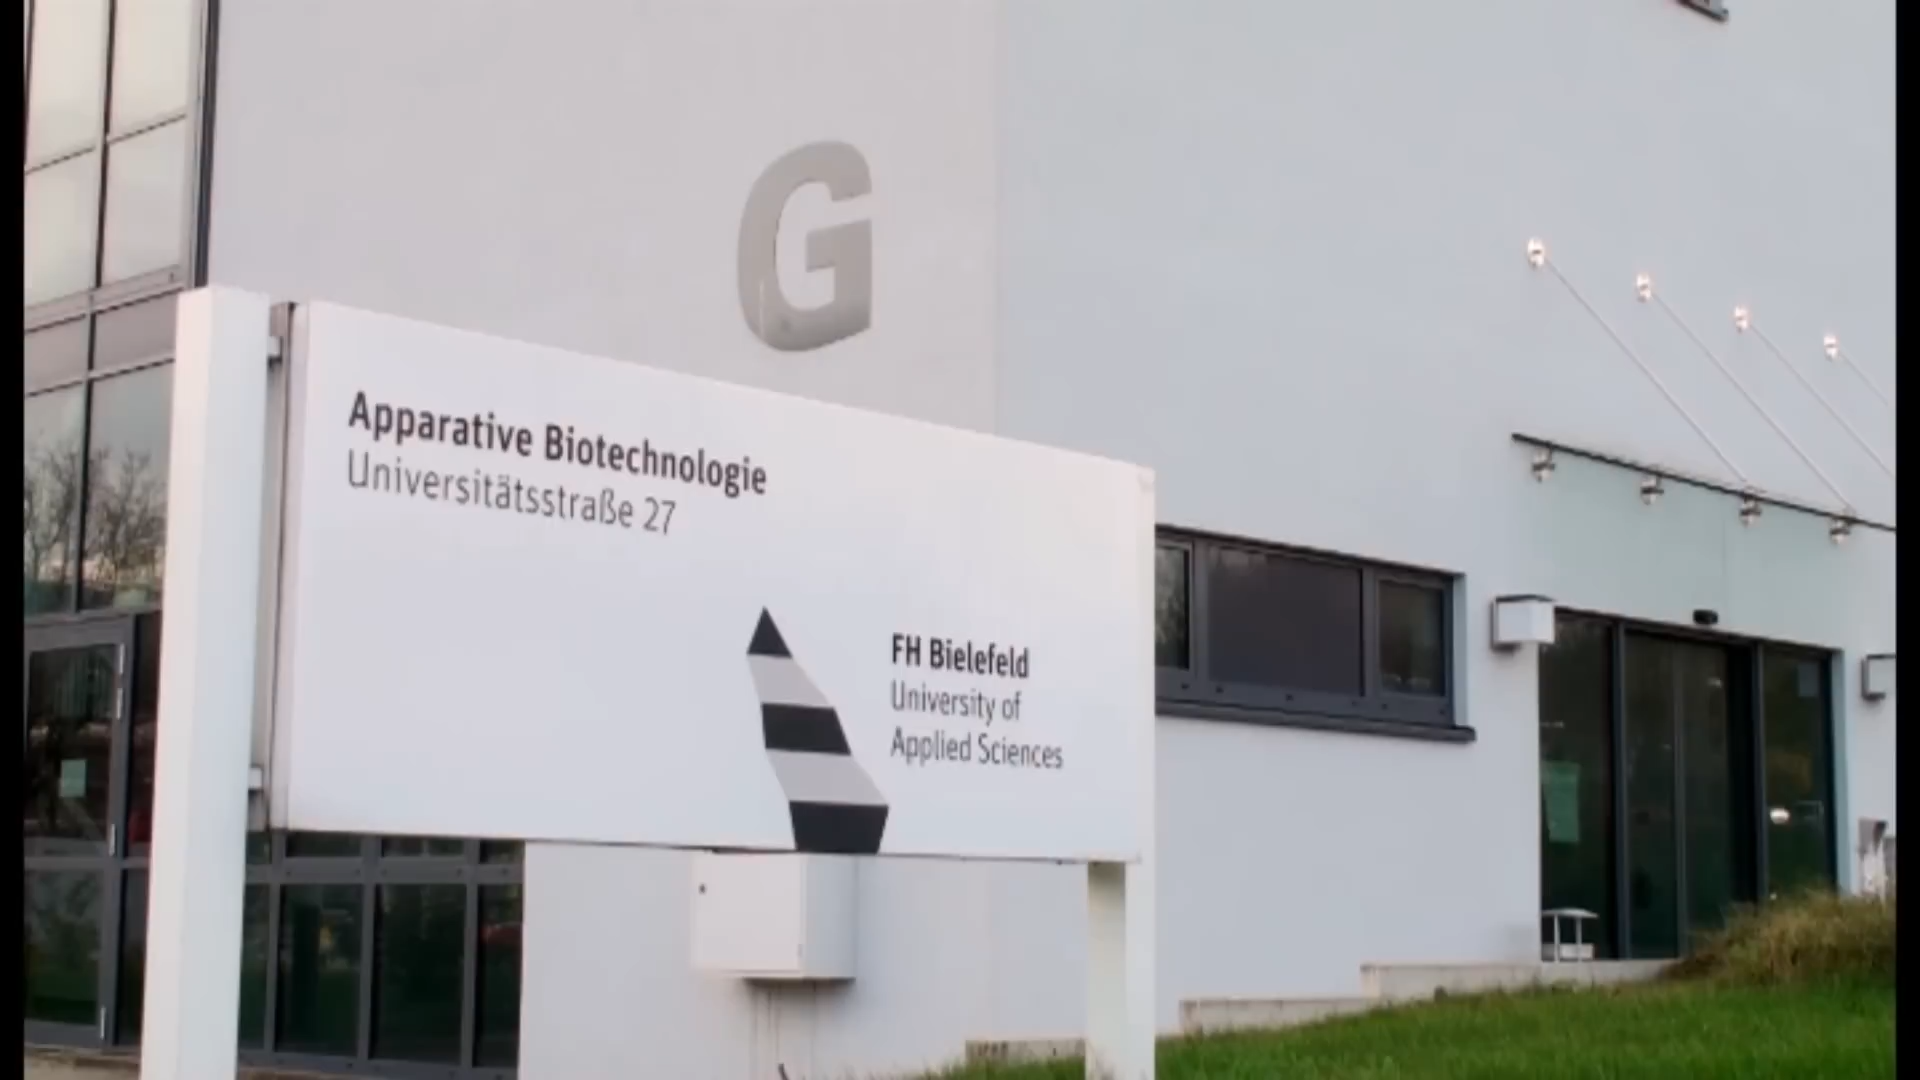 G
Apparative Biotechnologie
Universitätsstraße 27
FH Bielefeld
University of
Applied Sciences